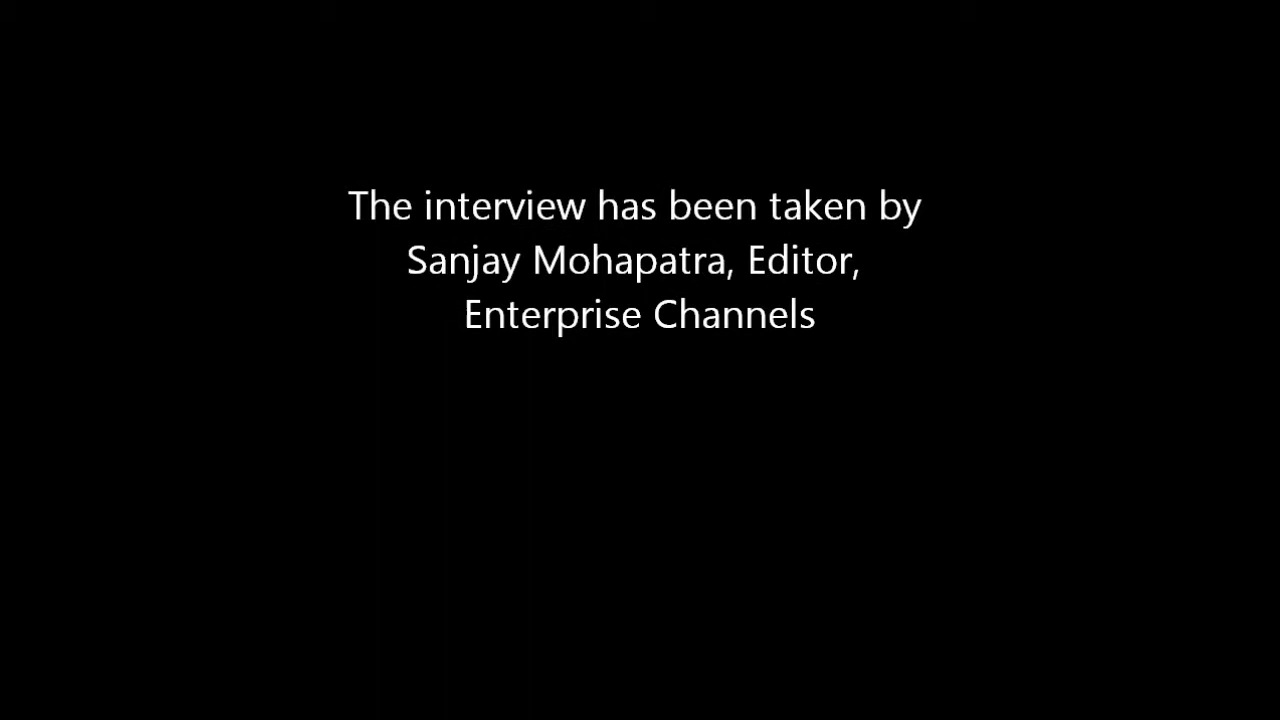 The interview has been taken by
Sanjay Mohapatra, Editor,
Enterprise Channels